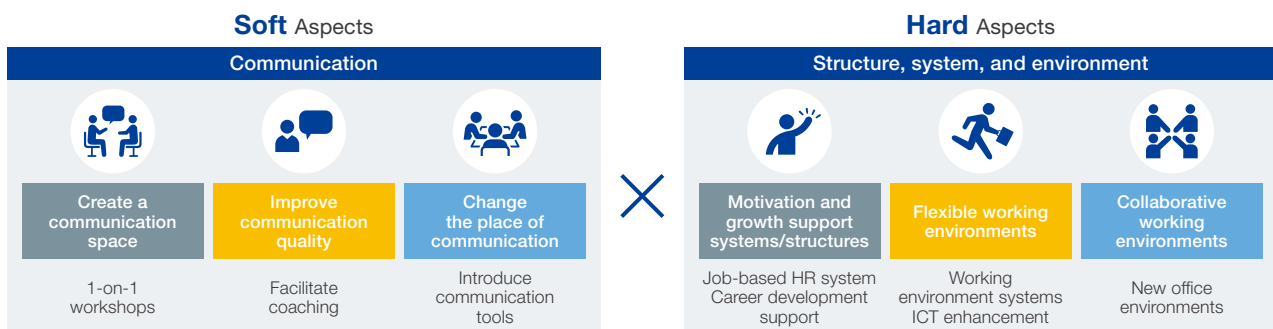 Soft Aspects
Communication
Create a
communication
space
1-on-1
workshops
Improve
communication
quality
Facilitate
coaching
Change
the place of
communication
Introduce
communication
tools
Hard Aspects
Structure, system, and environment
Motivation and
growth support
systems/structures
Job-based HR system
Career development
support
Flexible working
environments
Working
environment systems
ICT enhancement
Collaborative
working
environments
New office
environments